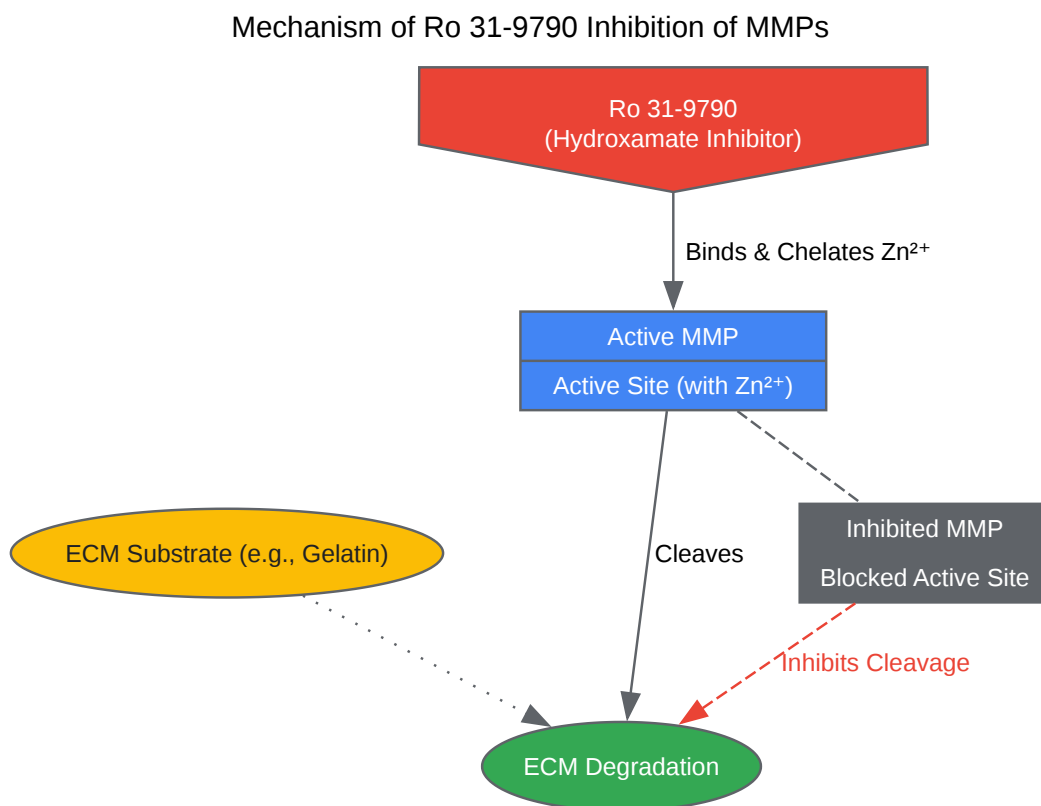 Mechanism of Ro 31-9790 Inhibition of MMPs
Ro 31-9790
(Hydroxamate Inhibitor)
Binds & Chelates Zn²⁺
Active MMP
Active Site (with Zn²⁺)
Inhibited MMP
Blocked Active Site
ECM Substrate (e.g., Gelatin)
Cleaves
Inhibits Cleavage
ECM Degradation